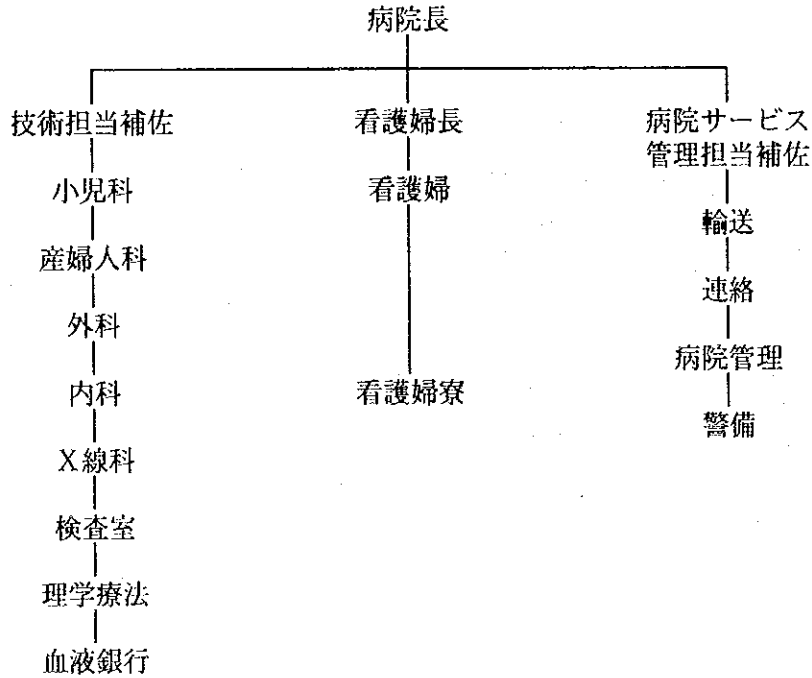 病院長
技術担当補佐
小児科
産婦人科
外科
内科
X線科
検査室
理学療法
血液銀行
看護婦長
看護婦
看護婦寮
病院サービス
管理担当補佐
輸送
連絡
病院管理
警備